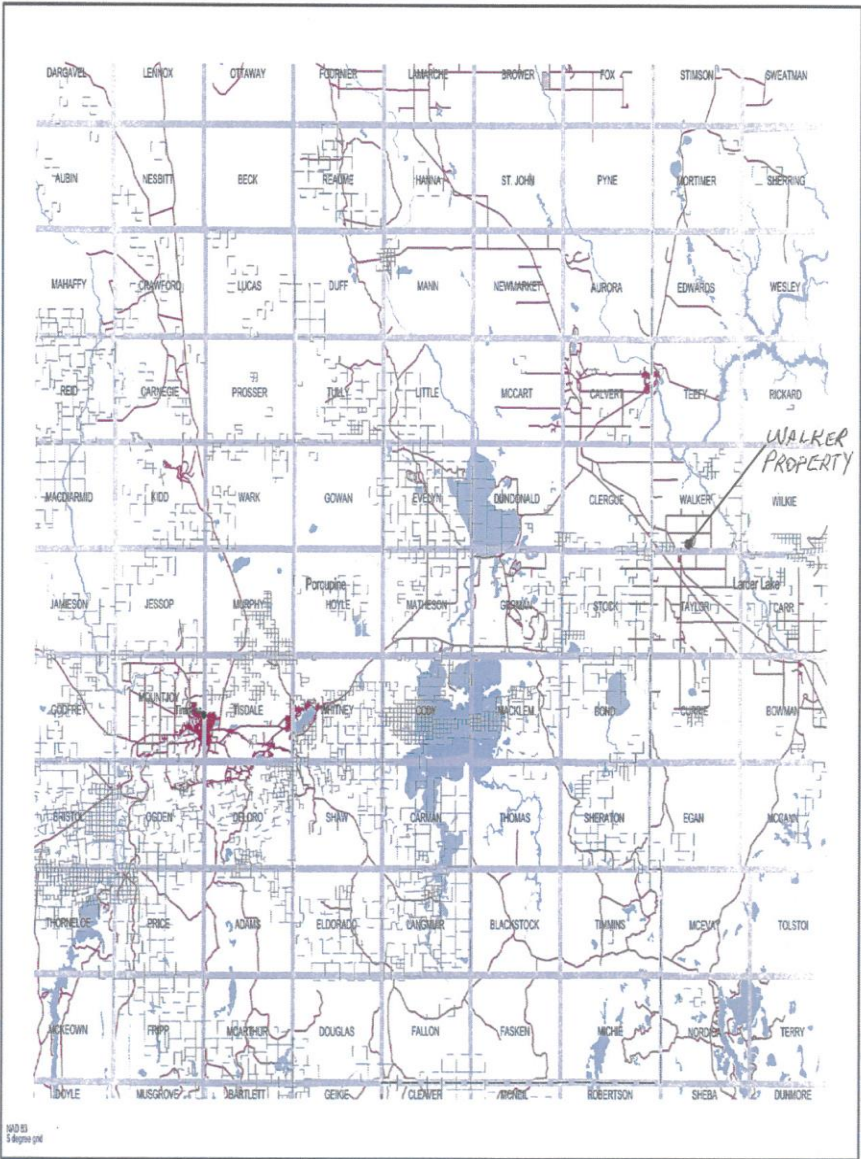 DARGAVEL LENNOX OTTAWAY FOURNIER LAMARCHE BROWER FOX STIMSON SWEATMAN
AUBIN NESBITT BECK REAUME HANNA ST. JOHN PYNE MORTIMER SHERRING
MAHAFFY CRAWFORD LUCAS DUFF MANN NEWMARKET AURORA EDWARDS WESLEY
REID CARNEGIE PROSSER TULLY LITTLE MCCART CALVERT TEEFY RICKARD
WALKER
PROPERTY
MACDIARMID KIDD WARK GOWAN EVELYN DUNDONALD CLERGUE WALKER WILKIE
Porcupine Larder Lake
JAMIESON JESSOP MURPHY HOYLE MATHESON GERMAN STOCK TAYLOR CARR
MOUNTJOY
GODFREY TISDALE WHITNEY CODY MACKLEM BOND CURRIE BOWMAN
BRISTOL OGDEN DELORO SHAW CARMAN THOMAS SHERATON EGAN MCCANN
THORNELOE PRICE ADAMS ELDORADO LANGMUIR BLACKSTOCK TIMMINS MCEVAY TOLSTOI
MCKEOWN FRIPP MCARTHUR DOUGLAS FALLON FASKEN MICHIE NORDICA TERRY
DOYLE MUSGROVE BARTLETT GEIKIE CLEAVER MCNEIL ROBERTSON SHEBA DUNMORE
NAD 83